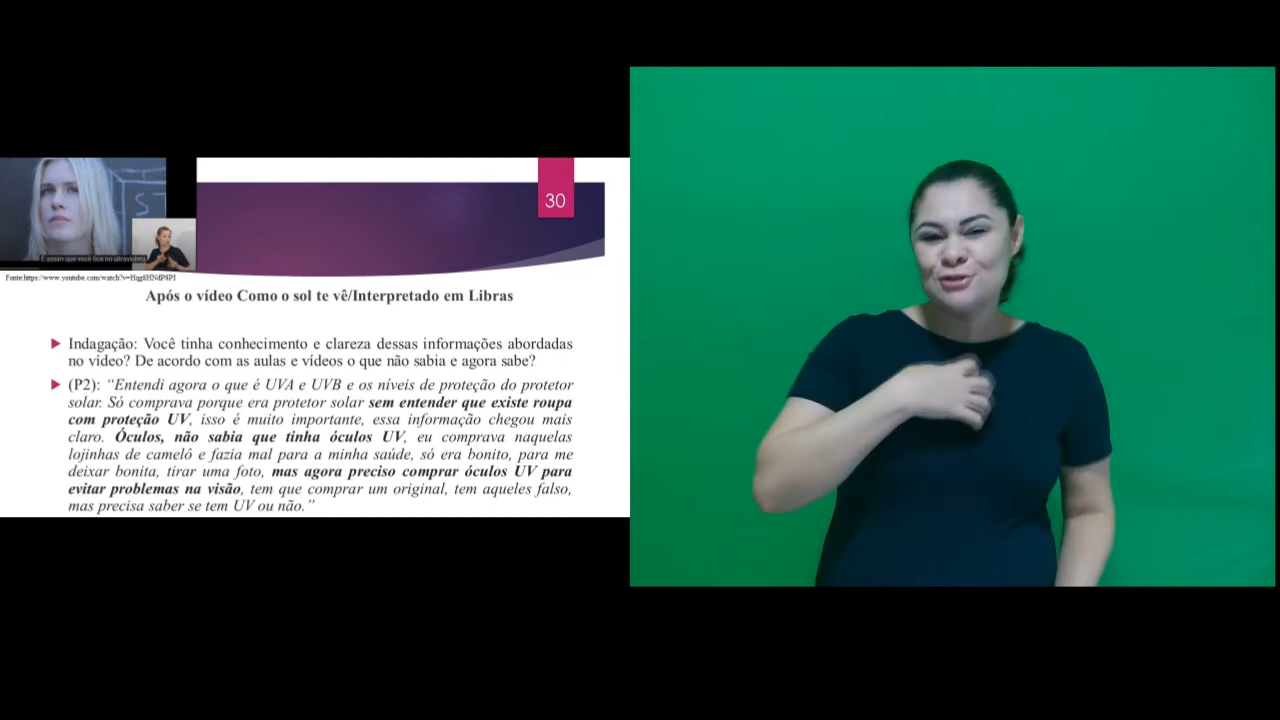 30
E assim que você fica no ultravioleta
Fonte:https://www.youtube.com/watch?v=Hqg8HNdP8PI
Após o vídeo Como o sol te vê/Interpretado em Libras
Indagação: Você tinha conhecimento e clareza dessas informações abordadas
no vídeo? De acordo com as aulas e vídeos o que não sabia e agora sabe?
(P2): “Entendi agora o que é UVA e UVB e os níveis de proteção do protetor
solar. Só comprava porque era protetor solar sem entender que existe roupa
com proteção UV, isso é muito importante, essa informação chegou mais
claro. Óculos, não sabia que tinha óculos UV, eu comprava naquelas
lojinhas de camelô e fazia mal para a minha saúde, só era bonito, para me
deixar bonita, tirar uma foto, mas agora preciso comprar óculos UV para
evitar problemas na visão, tem que comprar um original, tem aqueles falso,
mas precisa saber se tem UV ou não.”